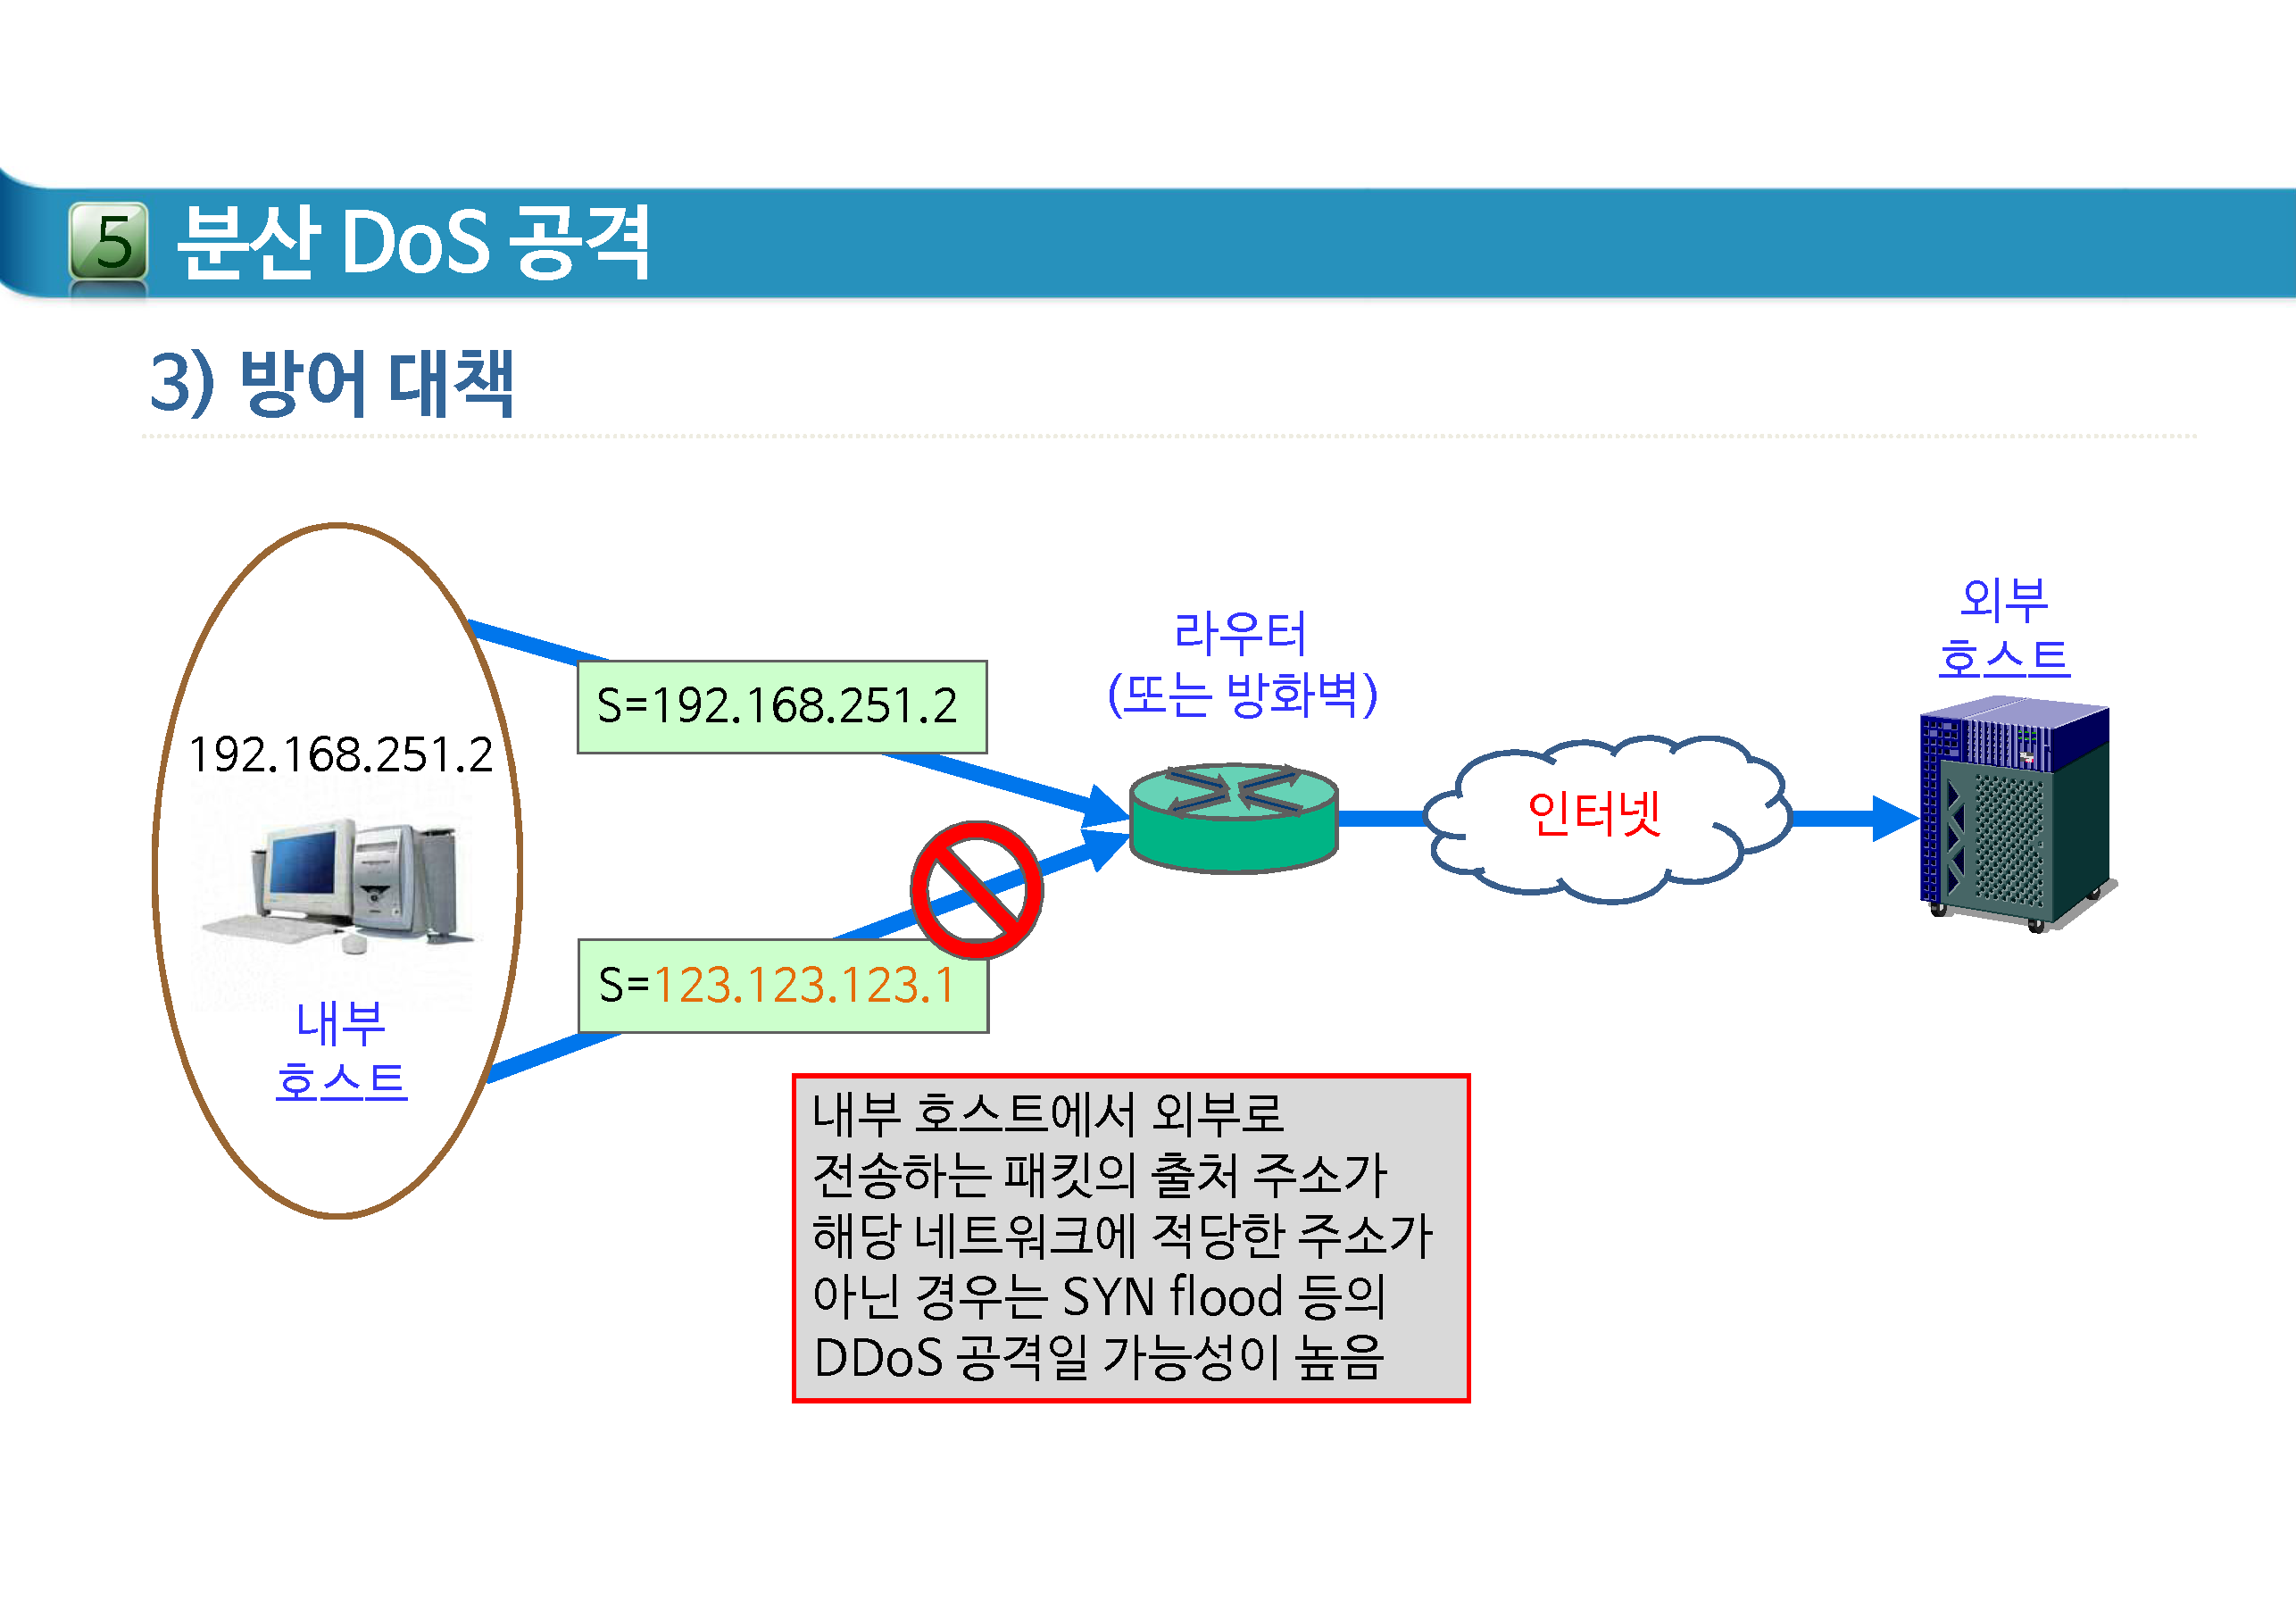 5 분산 DoS 공격
3) 방어 대책
192.168.251.2
내부
호스트
S=192.168.251.2
S=123.123.123.1
라우터
(또는 방화벽)
인터넷
외부
호스트
내부 호스트에서 외부로
전송하는 패킷의 출처 주소가
해당 네트워크에 적당한 주소가
아닌 경우는 SYN flood 등의
DDoS 공격일 가능성이 높음